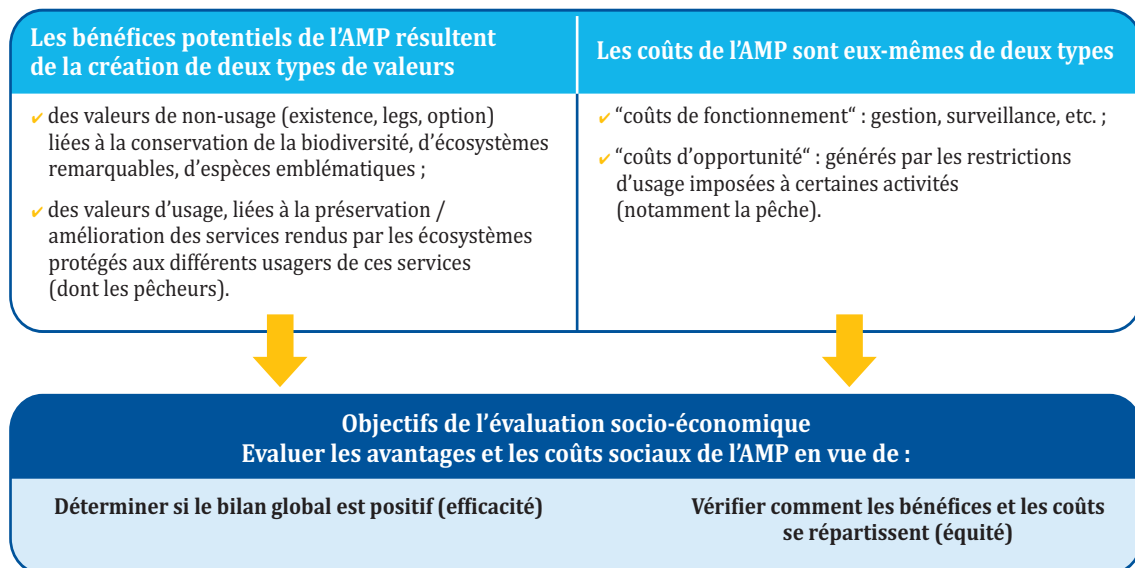 Les bénéfices potentiels de l’AMP résultent
de la création de deux types de valeurs
✔ des valeurs de non-usage (existence, legs, option)
liées à la conservation de la biodiversité, d’écosystèmes
remarquables, d’espèces emblématiques ;
✔ des valeurs d’usage, liées à la préservation /
amélioration des services rendus par les écosystèmes
protégés aux différents usagers de ces services
(dont les pêcheurs).
Les coûts de l’AMP sont eux-mêmes de deux types
✔ “coûts de fonctionnement“ : gestion, surveillance, etc. ;
✔ “coûts d’opportunité“ : générés par les restrictions
d’usage imposées à certaines activités
(notamment la pêche).
Objectifs de l’évaluation socio-économique
Evaluer les avantages et les coûts sociaux de l’AMP en vue de :
Déterminer si le bilan global est positif (efficacité)
Vérifier comment les bénéfices et les coûts
se répartissent (équité)